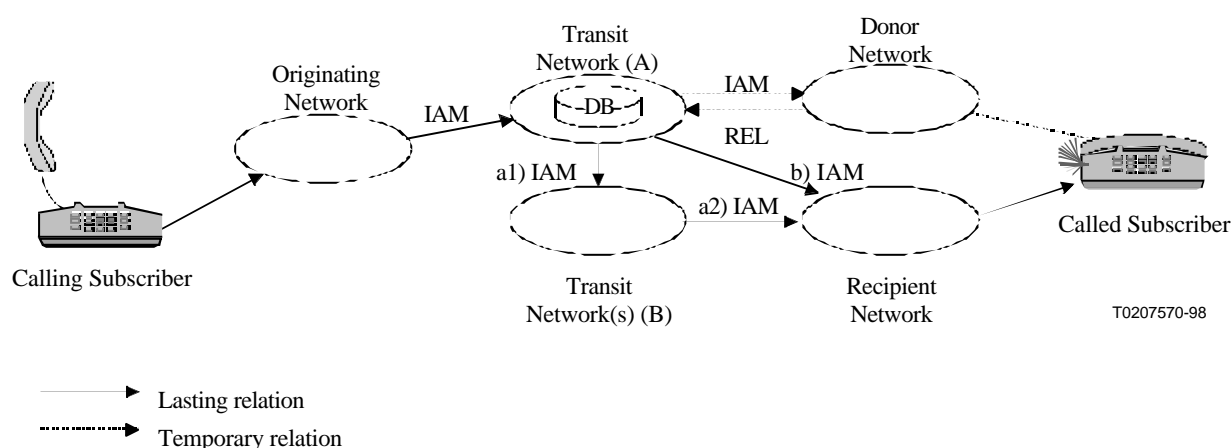 Transit
Network (A)
Donor
Network
Originating
Network
IAM
DB
IAM
REL
a1) IAM
b) IAM
a2) IAM
Calling Subscriber
Called Subscriber
Transit
Network(s) (B)
Recipient
Network
T0207570-98
Lasting relation
Temporary relation